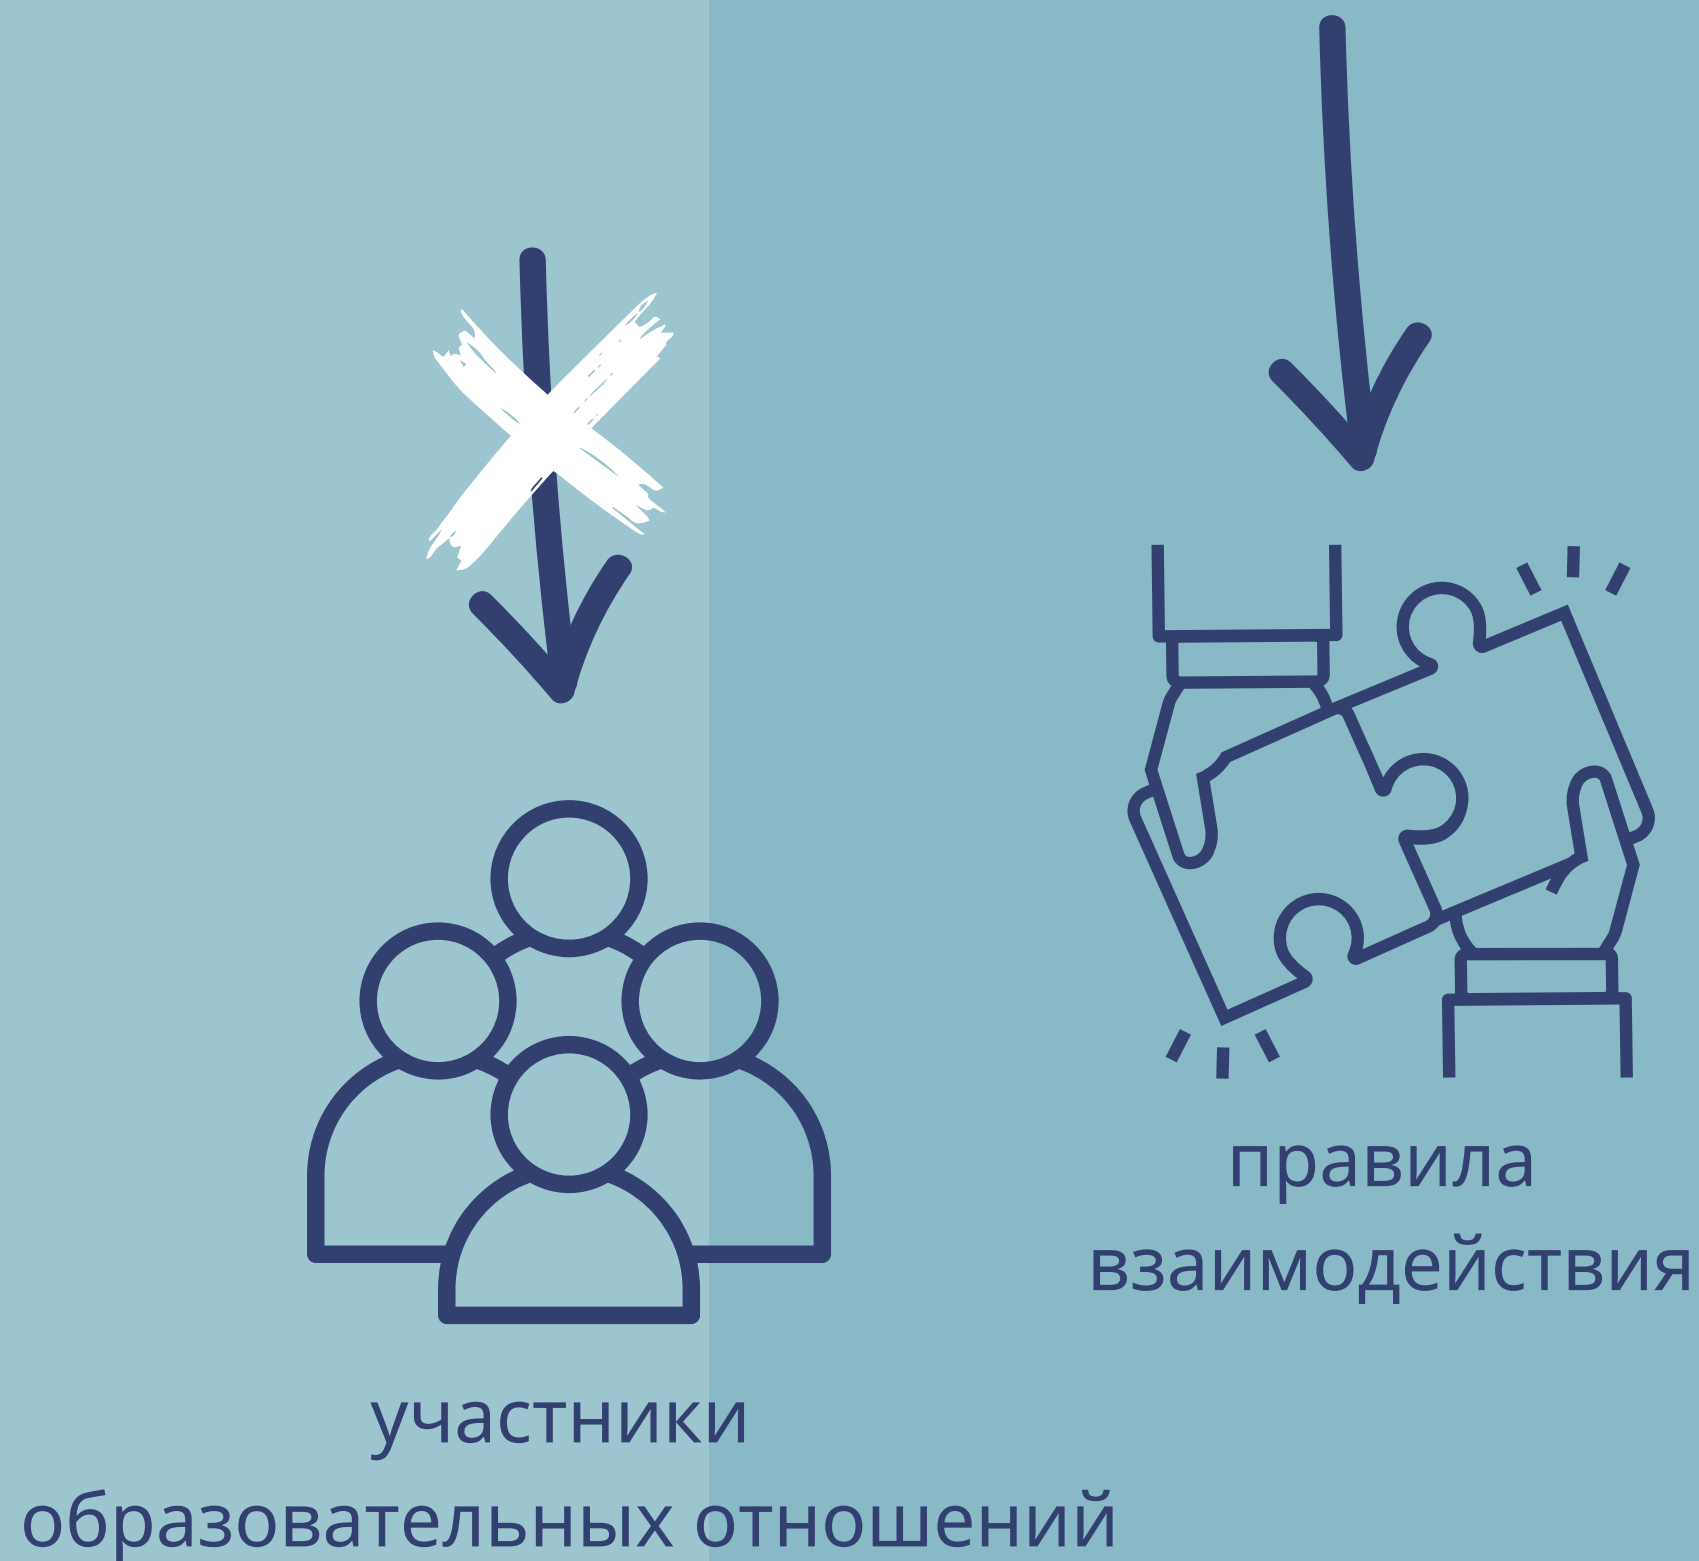 правила
взаимодействия
участники
образовательных отношений